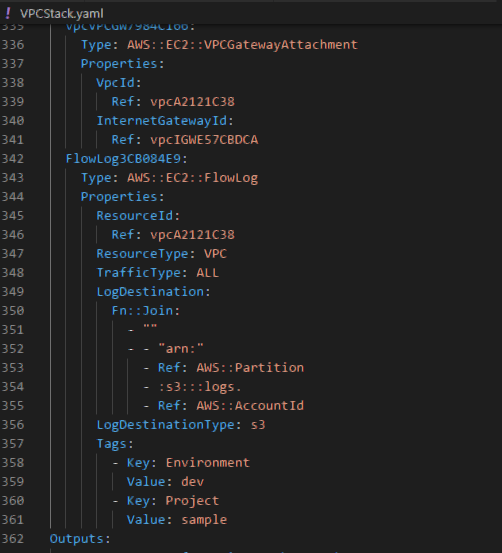 ! VPCStack.yaml
335 vpcVPCGW7984C166:
336 Type: AWS::EC2::VPCGatewayAttachment
337 Properties:
338 VpcId:
339 Ref: vpcA2121C38
340 InternetGatewayId:
341 Ref: vpcIGWE57CBDCA
342 FlowLog3CB084E9:
343 Type: AWS::EC2::FlowLog
344 Properties:
345 ResourceId:
346 Ref: vpcA2121C38
347 ResourceType: VPC
348 TrafficType: ALL
349 LogDestination:
350 Fn::Join:
351 - ""
352 - - "arn:"
353 - Ref: AWS::Partition
354 - :s3:::logs.
355 - Ref: AWS::AccountId
356 LogDestinationType: s3
357 Tags:
358 - Key: Environment
359 Value: dev
360 - Key: Project
361 Value: sample
362 Outputs: